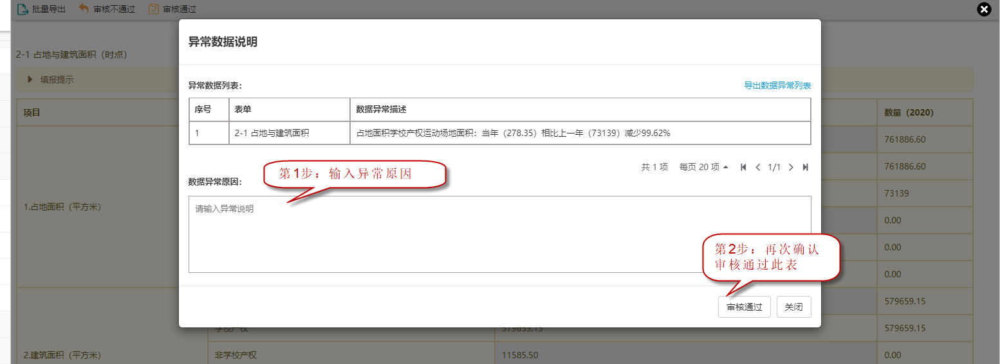 批量导出 审核不通过 审核通过
异常数据说明
2-1 占地与建筑面积（时点）
填报提示
异常数据列表： 导出数据异常列表
序号 表单 数据异常描述
1 2-1 占地与建筑面积 占地面积学校产权运动场地面积：当年（278.35）相比上一年（73139）减少99.62%
项目 数量（2020）
761886.60
761886.60
第1步：输入异常原因
共 1 项 每页 20 项 1/1
数据异常原因：
73139
1.占地面积（平方米）
请输入异常说明
0.00
第2步：再次确认
审核通过此表
0.00
0.00
579659.15
审核通过 关闭
学校产权 579659.15 579659.15
2.建筑面积（平方米） 非学校产权 11585.50 0.00